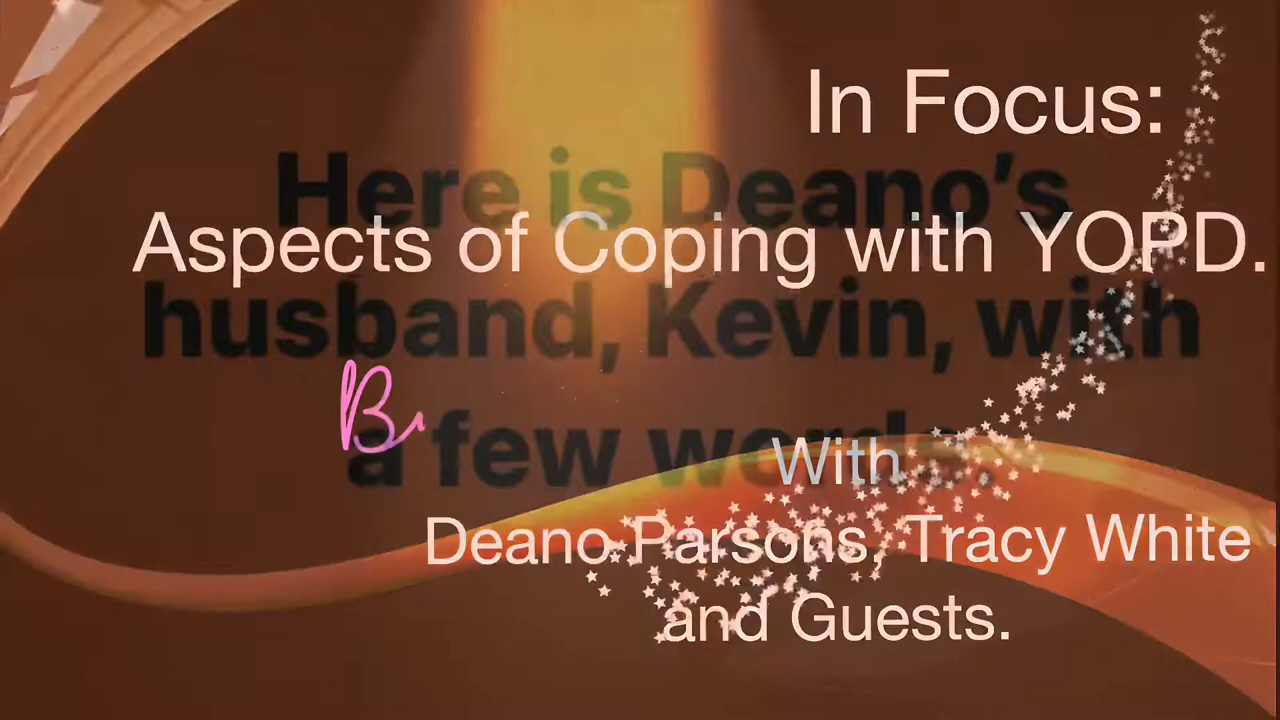 In Focus:
Here is Deano's
Aspects of Coping with YOPD.
husband, Kevin, with
a few words.
With
Deano Parsons, Tracy White
and Guests.